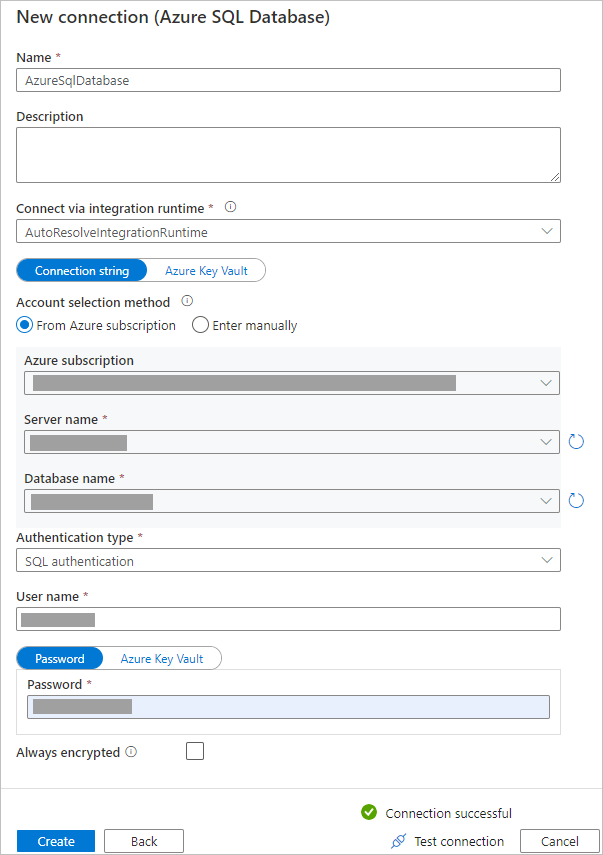 New connection (Azure SQL Database)
Name *
AzureSqlDatabase
Description
Connect via integration runtime *
AutoResolveIntegrationRuntime
Connection string Azure Key Vault
Account selection method
From Azure subscription Enter manually
Azure subscription
Server name *
Database name *
Authentication type *
SQL authentication
User name *
Password Azure Key Vault
Password *
Always encrypted
Connection successful
Create Back Test connection Cancel